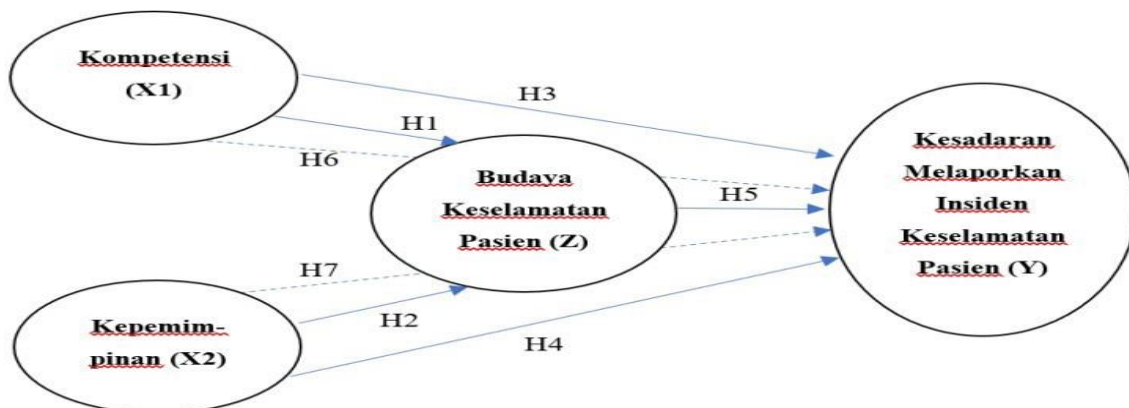 Kompetensi
(X1)
H3
H1
H6
Budaya
Keselamatan
Pasien (Z)
H5
Kesadaran
Melaporkan
Insiden
Keselamatan
Pasien (Y)
H7
H2
Kepemim-
pinan (X2)
H4